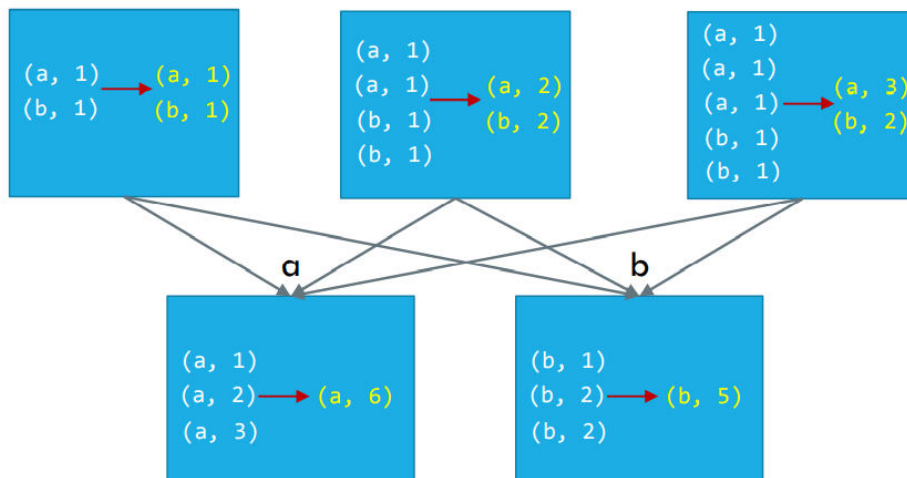 (a, 1)
(b, 1)
(a, 1)
(b, 1)
(a, 1)
(a, 1)
(b, 1)
(b, 1)
(a, 2)
(b, 2)
(a, 1)
(a, 1)
(a, 1)
(b, 1)
(b, 1)
(a, 3)
(b, 2)
a
b
(a, 1)
(a, 2)
(a, 3)
(a, 6)
(b, 1)
(b, 2)
(b, 2)
(b, 5)